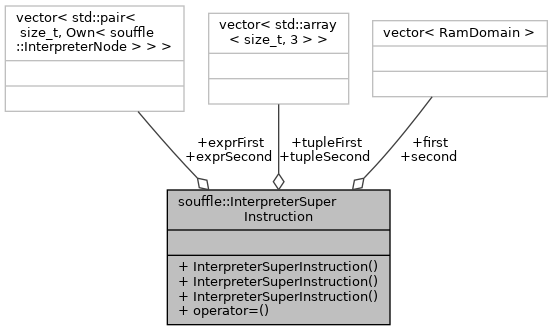 vector< std::pair<
size_t, Own< souffle
::InterpreterNode > > >
vector< std::array
< size_t, 3 > >
vector< RamDomain >
+exprFirst
+exprSecond
+tupleFirst
+tupleSecond
+first
+second
souffle::InterpreterSuper
Instruction
+ InterpreterSuperInstruction()
+ InterpreterSuperInstruction()
+ InterpreterSuperInstruction()
+ operator=()